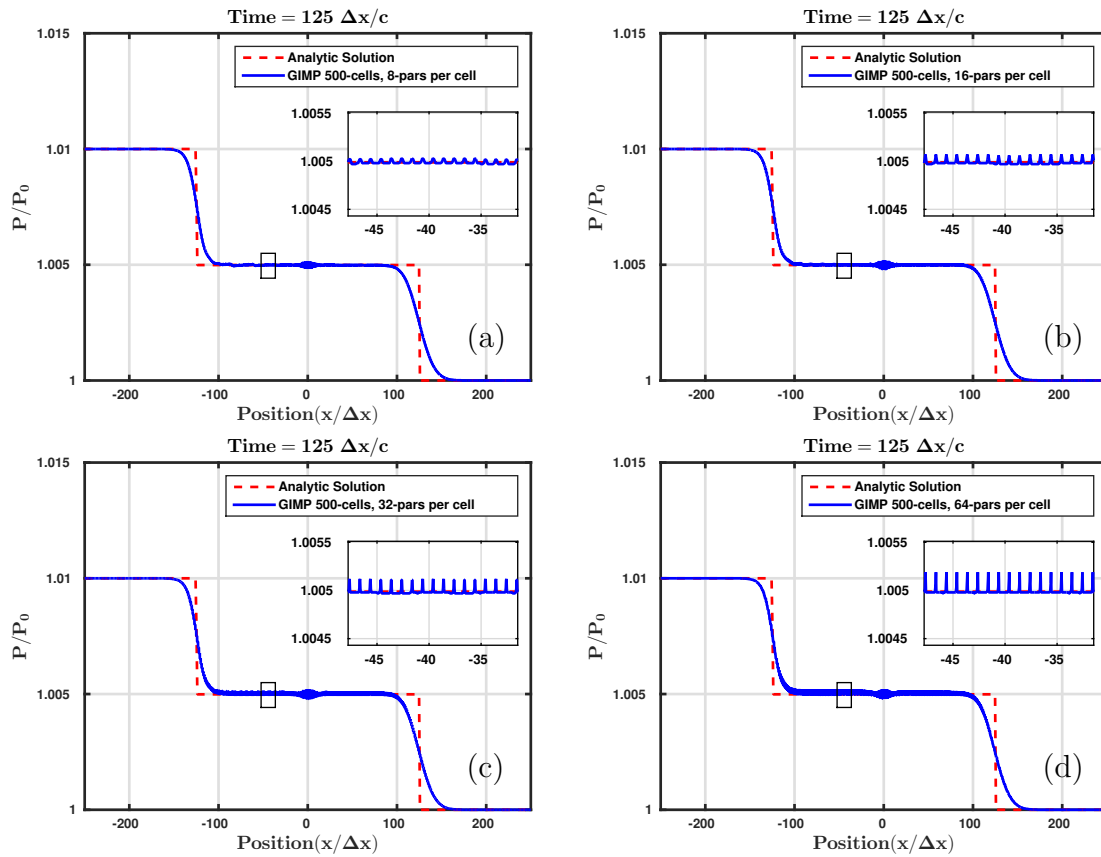 Time = 125 Δx/c
1.015
Analytic Solution
GIMP 500-cells, 8-pars per cell
1.0055
1.005
1.0045
-45 -40 -35
1.01
P/P₀
1.005
(a)
1
-200 -100 0 100 200
Position(x/Δx)
Time = 125 Δx/c
1.015
Analytic Solution
GIMP 500-cells, 16-pars per cell
1.0055
1.005
1.0045
-45 -40 -35
1.01
P/P₀
1.005
(b)
1
-200 -100 0 100 200
Position(x/Δx)
Time = 125 Δx/c
1.015
Analytic Solution
GIMP 500-cells, 32-pars per cell
1.0055
1.005
1.0045
-45 -40 -35
1.01
P/P₀
1.005
(c)
1
-200 -100 0 100 200
Position(x/Δx)
Time = 125 Δx/c
1.015
Analytic Solution
GIMP 500-cells, 64-pars per cell
1.0055
1.005
1.0045
-45 -40 -35
1.01
P/P₀
1.005
(d)
1
-200 -100 0 100 200
Position(x/Δx)